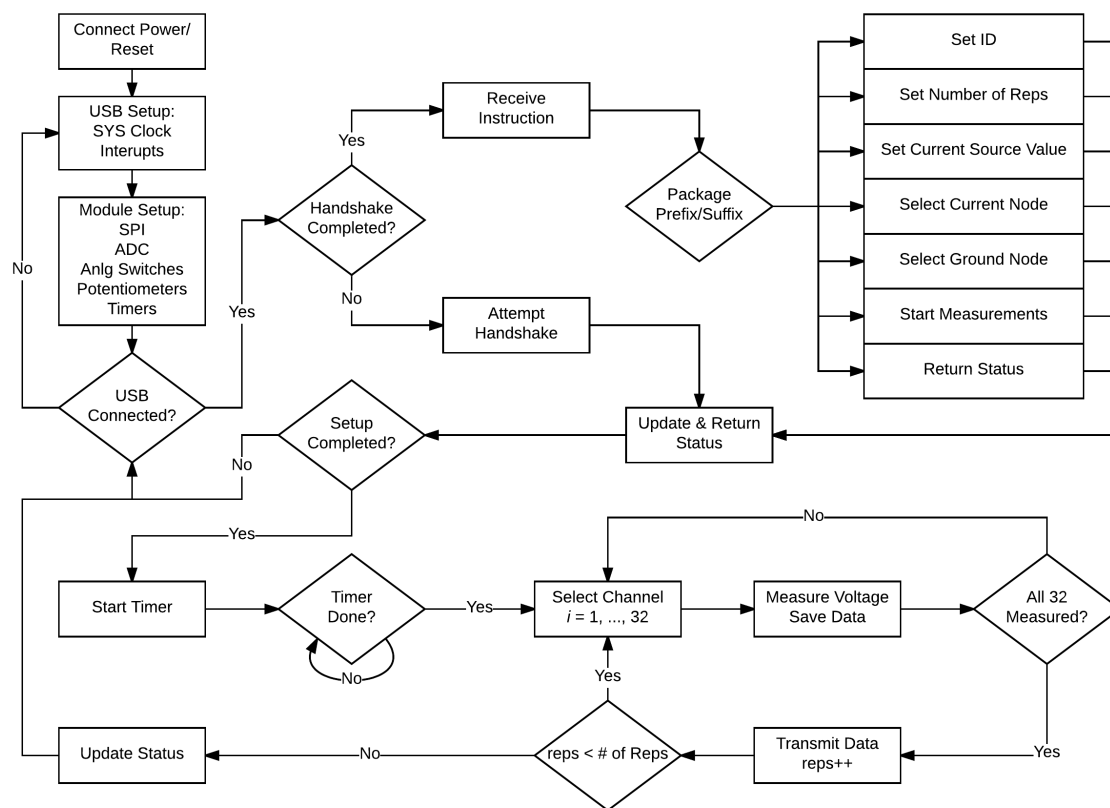 Connect Power/
Reset
USB Setup:
SYS Clock
Interupts
Module Setup:
SPI
ADC
Anlg Switches
Potentiometers
Timers
No
Yes
USB
Connected?
Handshake
Completed?
Yes
No
Receive
Instruction
Attempt
Handshake
Package
Prefix/Suffix
Set ID
Set Number of Reps
Set Current Source Value
Select Current Node
Select Ground Node
Start Measurements
Return Status
Update & Return
Status
Setup
Completed?
No
Yes
Start Timer
Timer
Done?
No
Yes
Select Channel
i = 1, ..., 32
Measure Voltage
Save Data
All 32
Measured?
No
Yes
Transmit Data
reps++
reps < # of Reps
Yes
No
Update Status